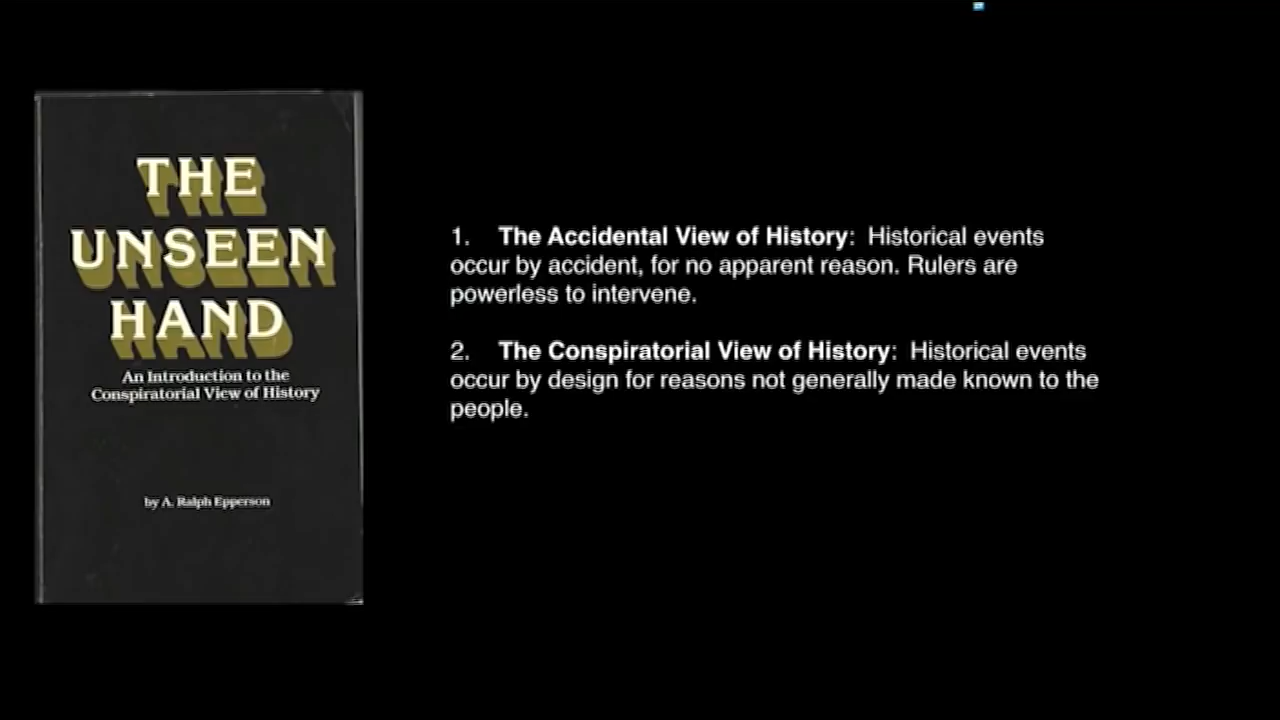 THE
UNSEEN
HAND
An Introduction to the
Conspiratorial View of History
by A. Ralph Epperson
1. The Accidental View of History: Historical events
occur by accident, for no apparent reason. Rulers are
powerless to intervene.
2. The Conspiratorial View of History: Historical events
occur by design for reasons not generally made known to the
people.